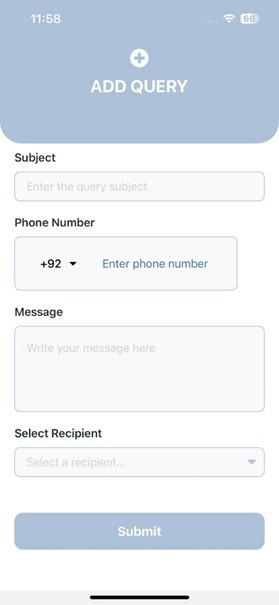 11:58
66
ADD QUERY
Subject
Enter the query subject
Phone Number
+92
Enter phone number
Message
Write your message here
Select Recipient
Select a recipient...
Submit